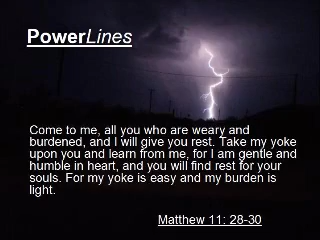 PowerLines
Come to me, all you who are weary and
burdened, and I will give you rest. Take my yoke
upon you and learn from me, for I am gentle and
humble in heart, and you will find rest for your
souls. For my yoke is easy and my burden is
light.
Matthew 11: 28-30